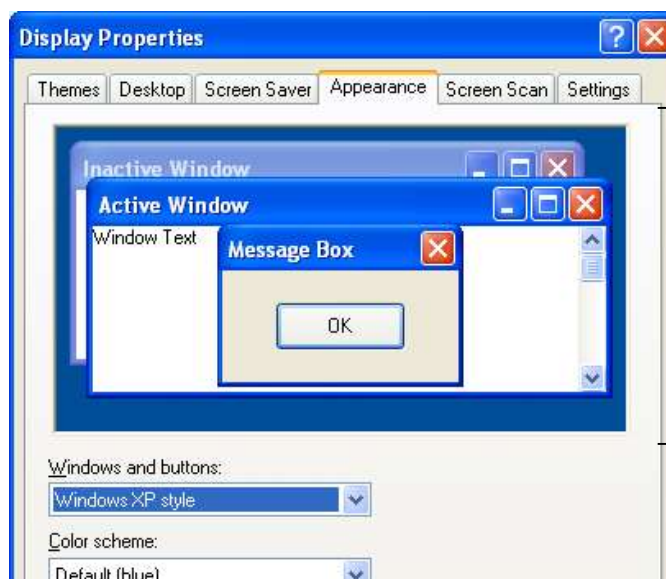 Display Properties
Themes Desktop Screen Saver Appearance Screen Scan Settings
Inactive Window
Active Window
Window Text
Message Box
OK
Windows and buttons:
Windows XP style
Color scheme:
Default (blue)